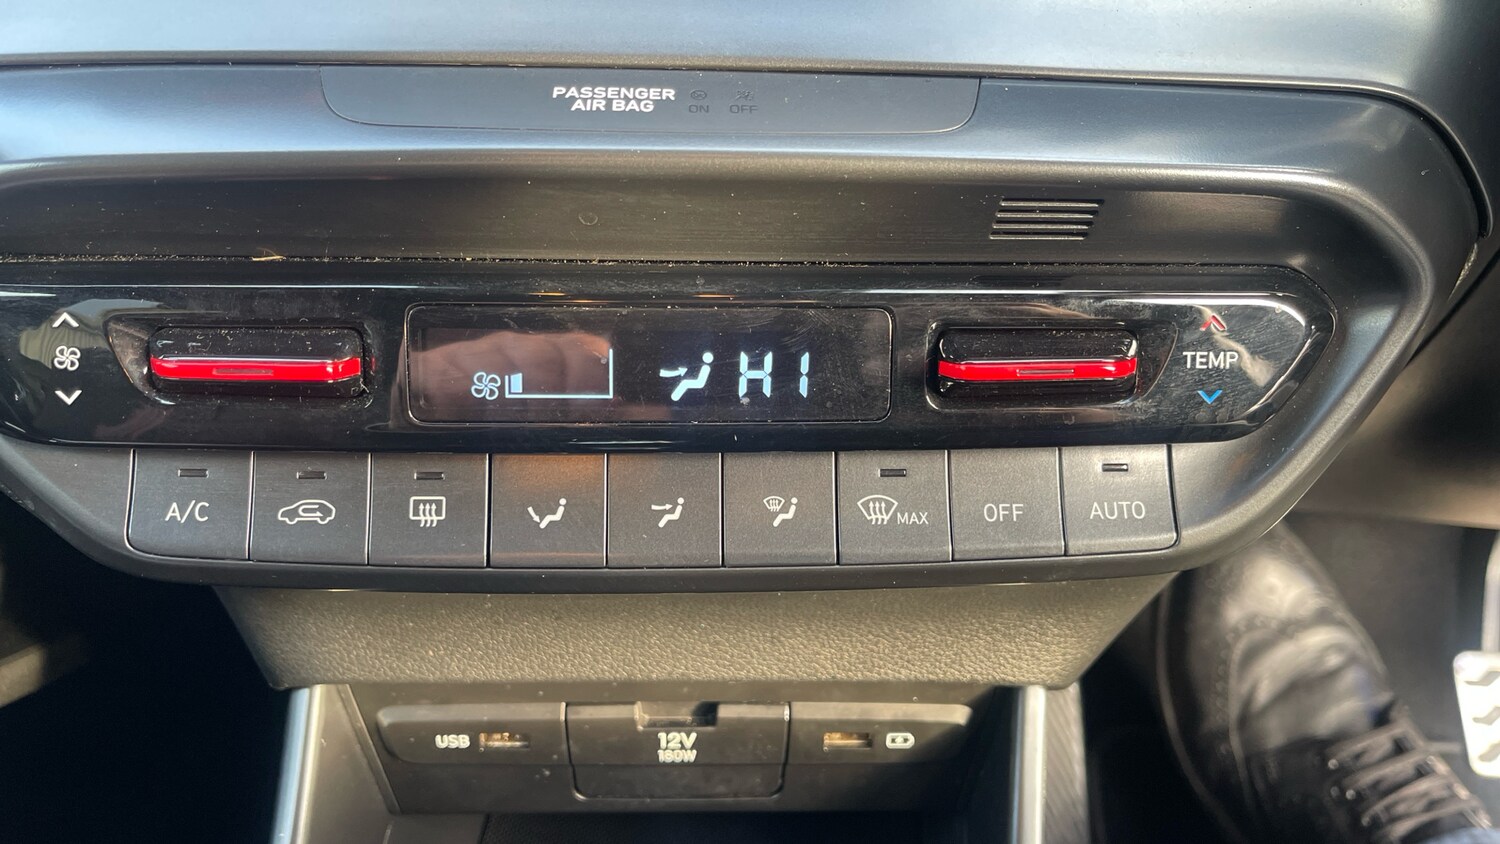 PASSENGER
AIR BAG
ON OFF
HI
TEMP
A/C
MAX
OFF
AUTO
USB
12V
180W